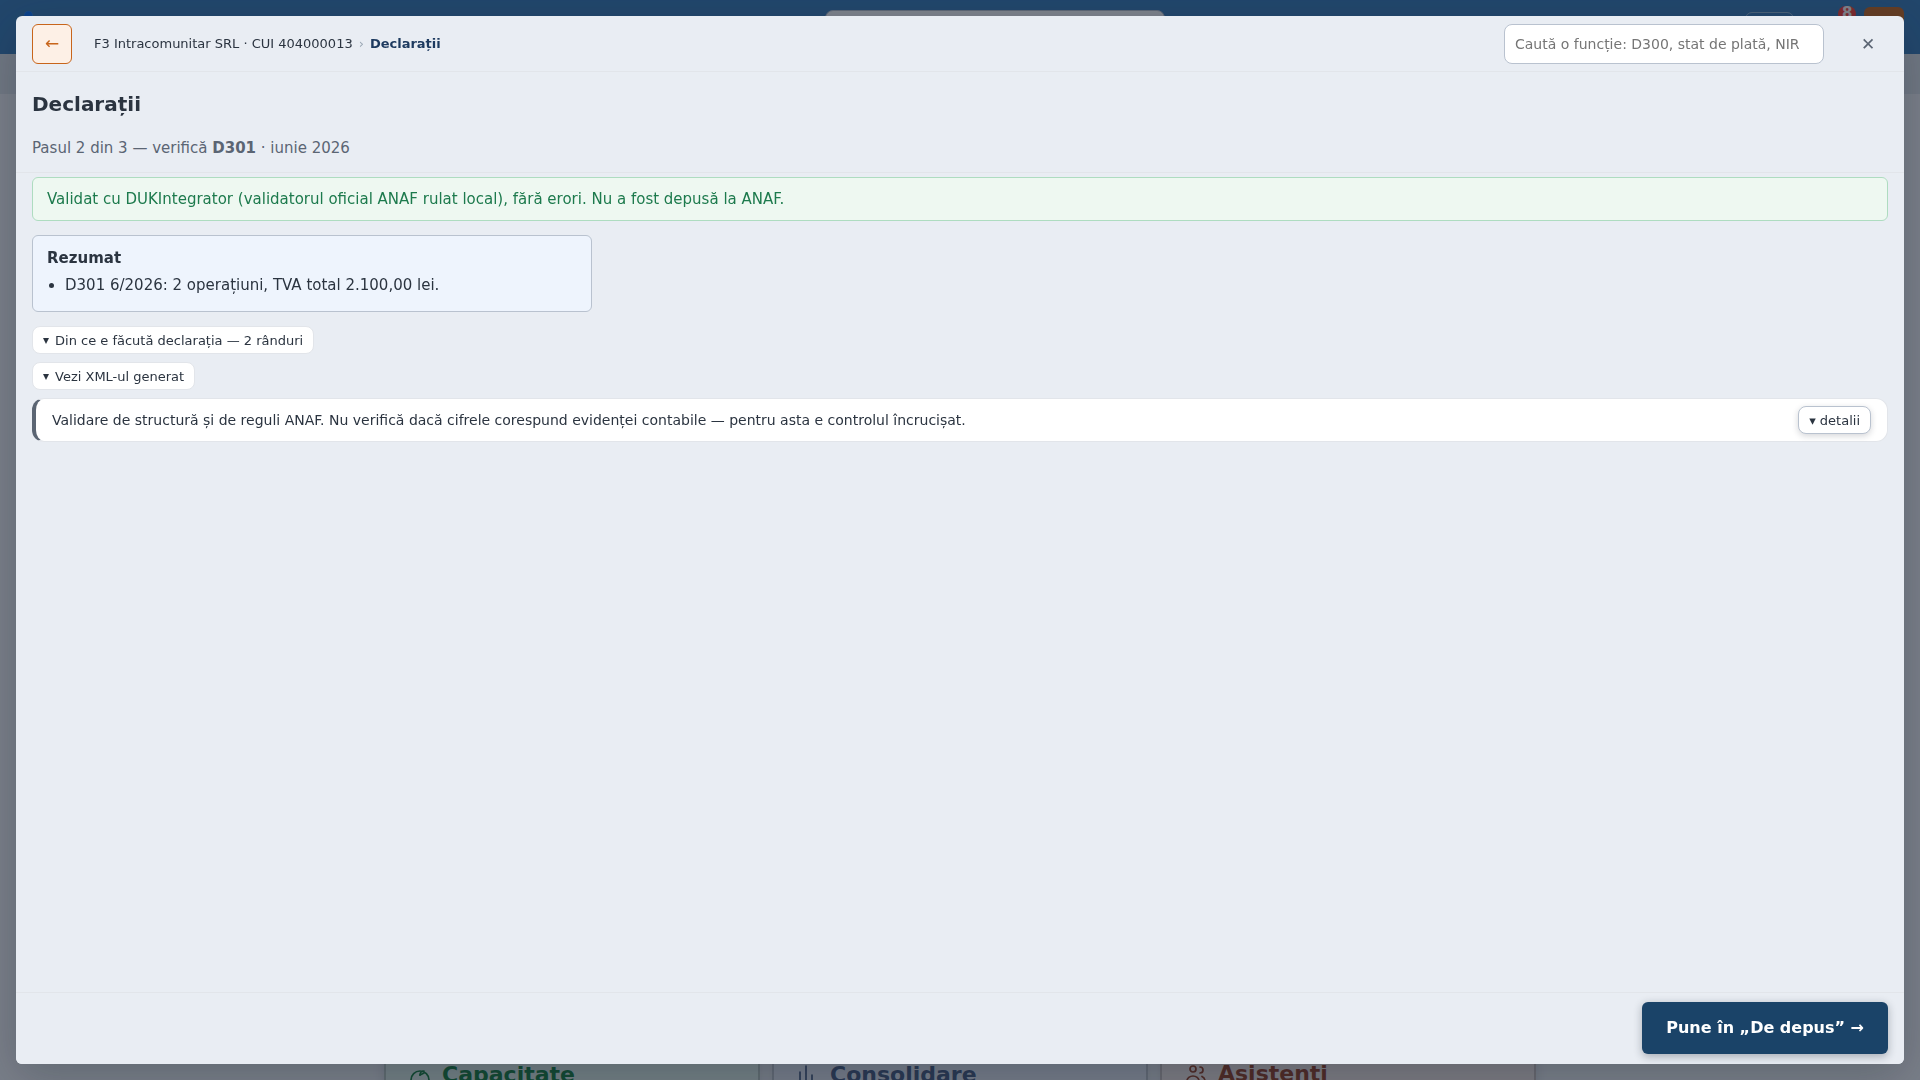 8
← F3 Intracomunitar SRL · CUI 404000013 › Declarații
Caută o funcție: D300, stat de plată, NIR ✕
Declarații
Pasul 2 din 3 — verifică D301 · iunie 2026
Validat cu DUKIntegrator (validatorul oficial ANAF rulat local), fără erori. Nu a fost depusă la ANAF.
Rezumat
• D301 6/2026: 2 operațiuni, TVA total 2.100,00 lei.
▾ Din ce e făcută declarația — 2 rânduri
▾ Vezi XML-ul generat
Validare de structură și de reguli ANAF. Nu verifică dacă cifrele corespund evidenței contabile — pentru asta e controlul încrucișat.
▾ detalii
Pune în „De depus” →
Capacitate
Consolidare
Asistenți